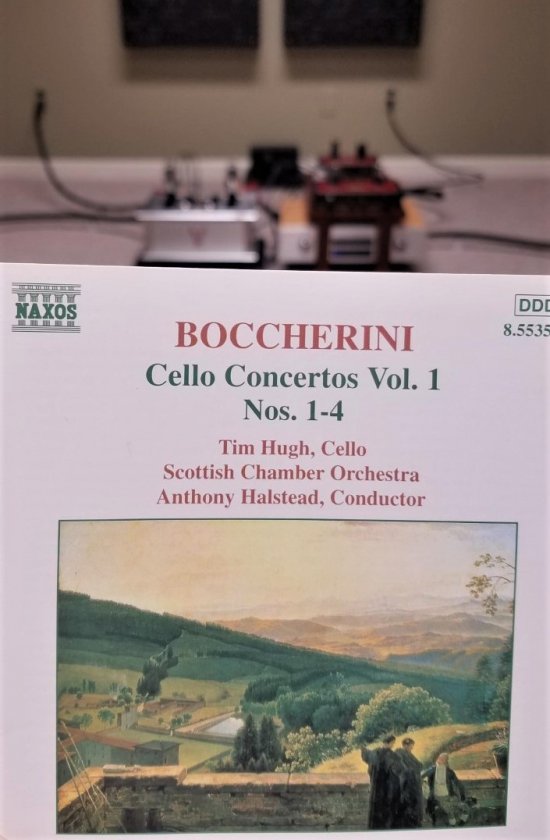 NAXOS
DDD
8.5535
BOCCHERINI
Cello Concertos Vol. 1
Nos. 1-4
Tim Hugh, Cello
Scottish Chamber Orchestra
Anthony Halstead, Conductor